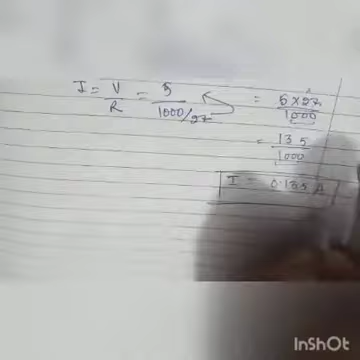 I = V/R = 5/1000/27 = 5×27/1000
= 135/1000
I = 0.135 A
InShOt